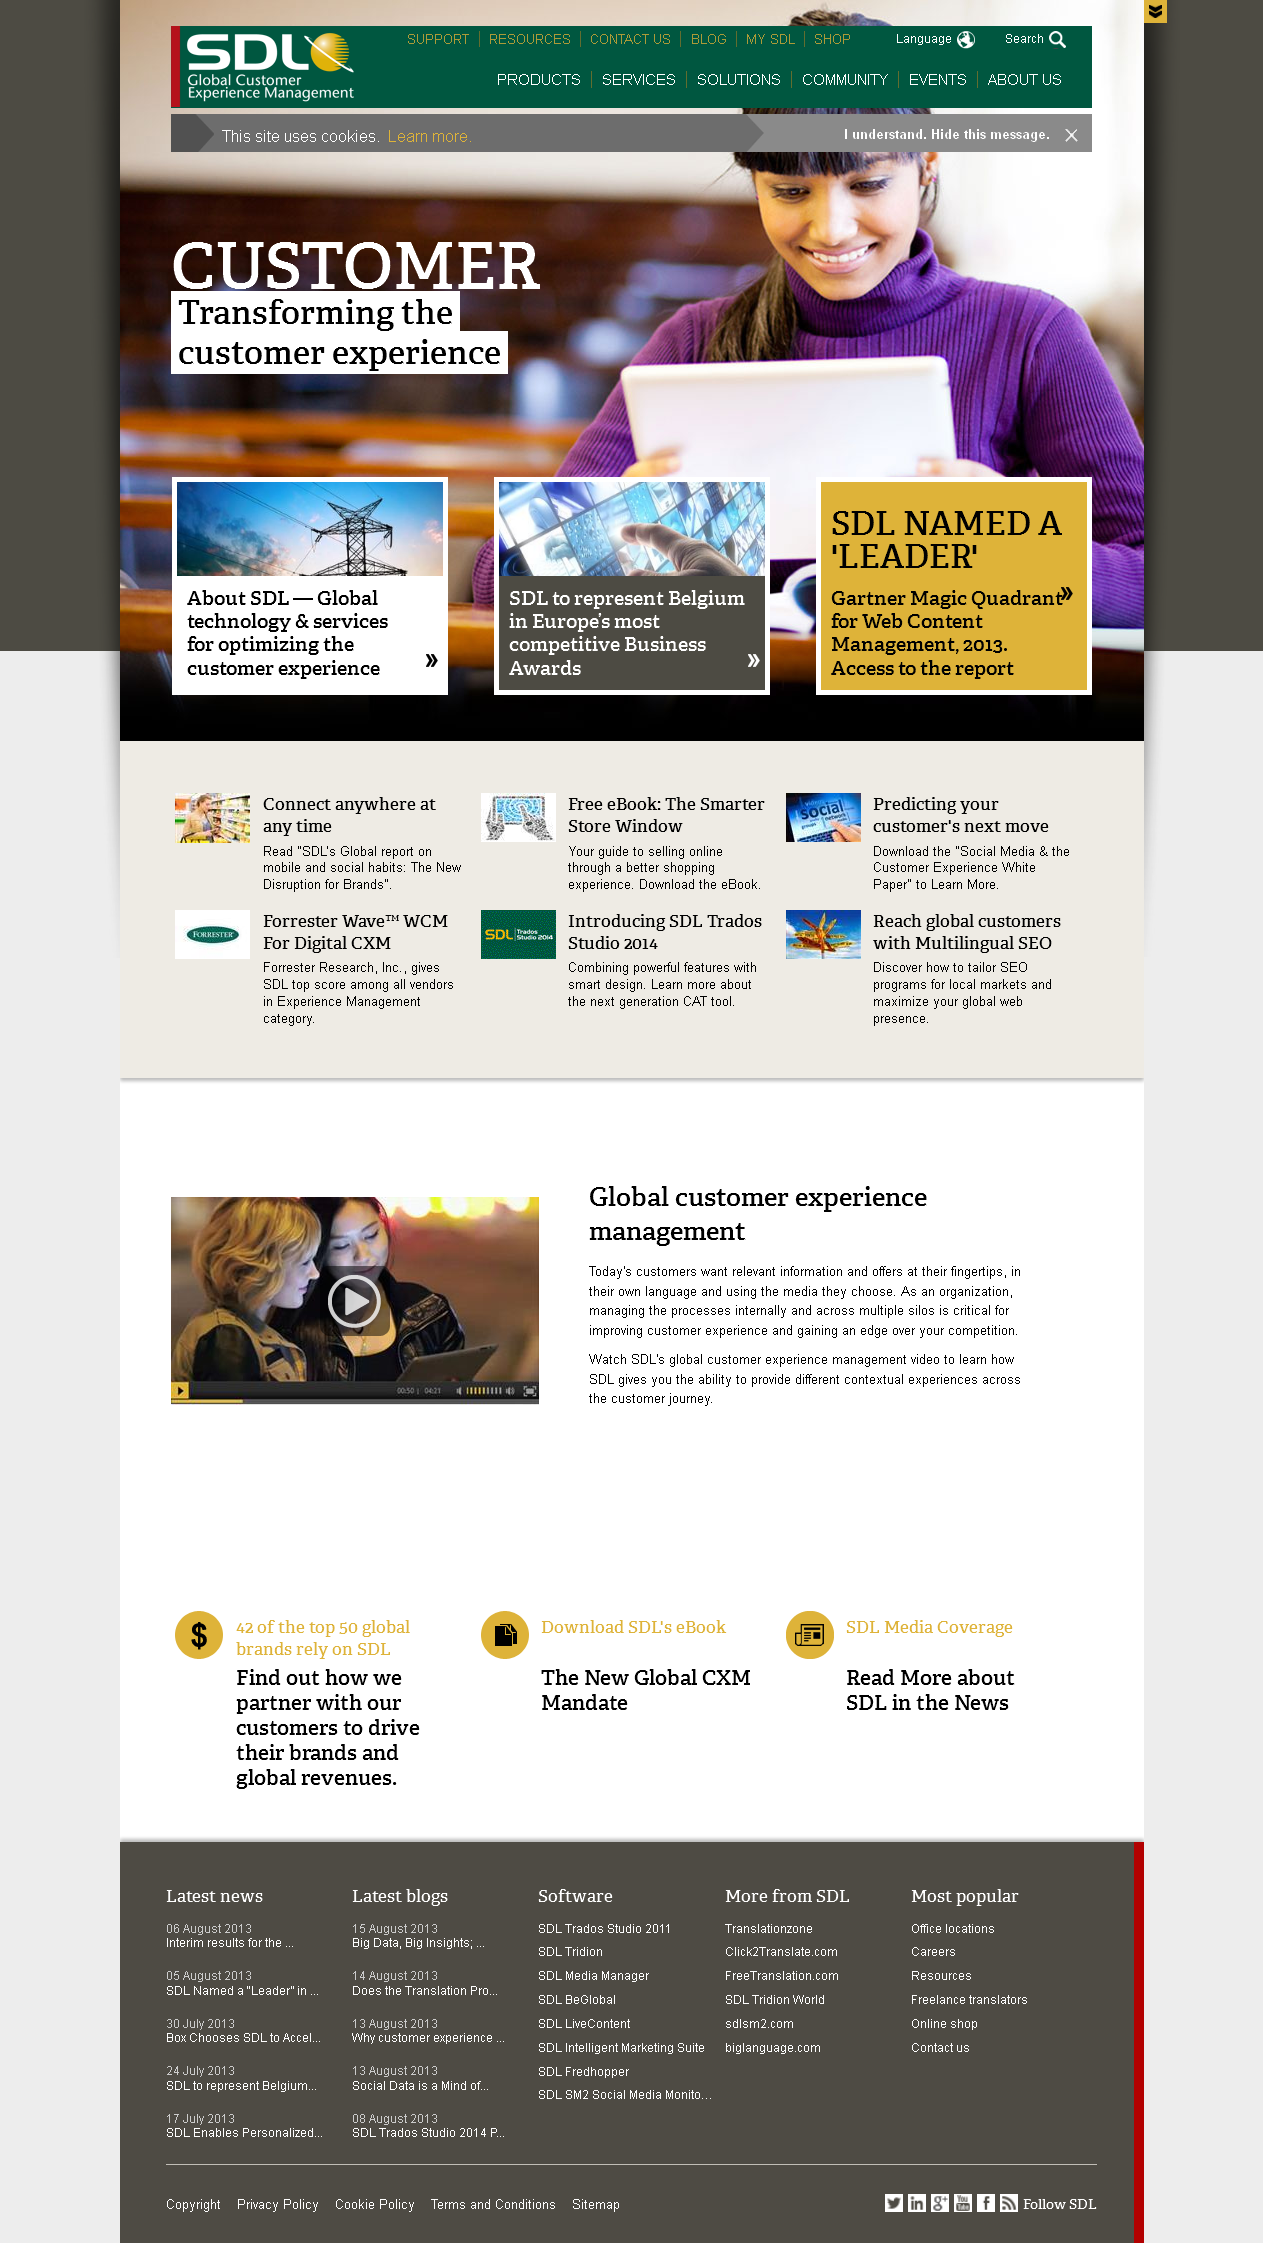 SUPPORT RESOURCES CONTACT US BLOG MY SDL SHOP Language Search
SDL
Global Customer
Experience Management
PRODUCTS SERVICES SOLUTIONS COMMUNITY EVENTS ABOUT US
This site uses cookies. Learn more.
I understand. Hide this message.
CUSTOMER
Transforming the
customer experience
About SDL — Global
technology & services
for optimizing the
customer experience
SDL to represent Belgium
in Europe's most
competitive Business
Awards
SDL NAMED A
'LEADER'
Gartner Magic Quadrant
for Web Content
Management, 2013.
Access to the report
Connect anywhere at
any time
Read "SDL's Global report on
mobile and social habits: The New
Disruption for Brands".
Free eBook: The Smarter
Store Window
Your guide to selling online
through a better shopping
experience. Download the eBook.
social
Predicting your
customer's next move
Download the "Social Media & the
Customer Experience White
Paper" to Learn More.
FORRESTER
Forrester Wave™ WCM
For Digital CXM
Forrester Research, Inc., gives
SDL top score among all vendors
in Experience Management
category.
SDL Trados
Studio 2014
Introducing SDL Trados
Studio 2014
Combining powerful features with
smart design. Learn more about
the next generation CAT tool.
Reach global customers
with Multilingual SEO
Discover how to tailor SEO
programs for local markets and
maximize your global web
presence.
00:50 | 04:21
Global customer experience
management
Today's customers want relevant information and offers at their fingertips, in
their own language and using the media they choose. As an organization,
managing the processes internally and across multiple silos is critical for
improving customer experience and gaining an edge over your competition.
Watch SDL's global customer experience management video to learn how
SDL gives you the ability to provide different contextual experiences across
the customer journey.
$
42 of the top 50 global
brands rely on SDL
Find out how we
partner with our
customers to drive
their brands and
global revenues.
Download SDL's eBook
The New Global CXM
Mandate
SDL Media Coverage
Read More about
SDL in the News
Latest news
06 August 2013
Interim results for the ...
05 August 2013
SDL Named a "Leader" in ...
30 July 2013
Box Chooses SDL to Accel...
24 July 2013
SDL to represent Belgium...
17 July 2013
SDL Enables Personalized...
Latest blogs
15 August 2013
Big Data, Big Insights; ...
14 August 2013
Does the Translation Pro...
13 August 2013
Why customer experience ...
13 August 2013
Social Data is a Mind of...
08 August 2013
SDL Trados Studio 2014 P...
Software
SDL Trados Studio 2011
SDL Tridion
SDL Media Manager
SDL BeGlobal
SDL LiveContent
SDL Intelligent Marketing Suite
SDL Fredhopper
SDL SM2 Social Media Monito...
More from SDL
Translationzone
Click2Translate.com
FreeTranslation.com
SDL Tridion World
sdlsm2.com
biglanguage.com
Most popular
Office locations
Careers
Resources
Freelance translators
Online shop
Contact us
Copyright Privacy Policy Cookie Policy Terms and Conditions Sitemap
Follow SDL